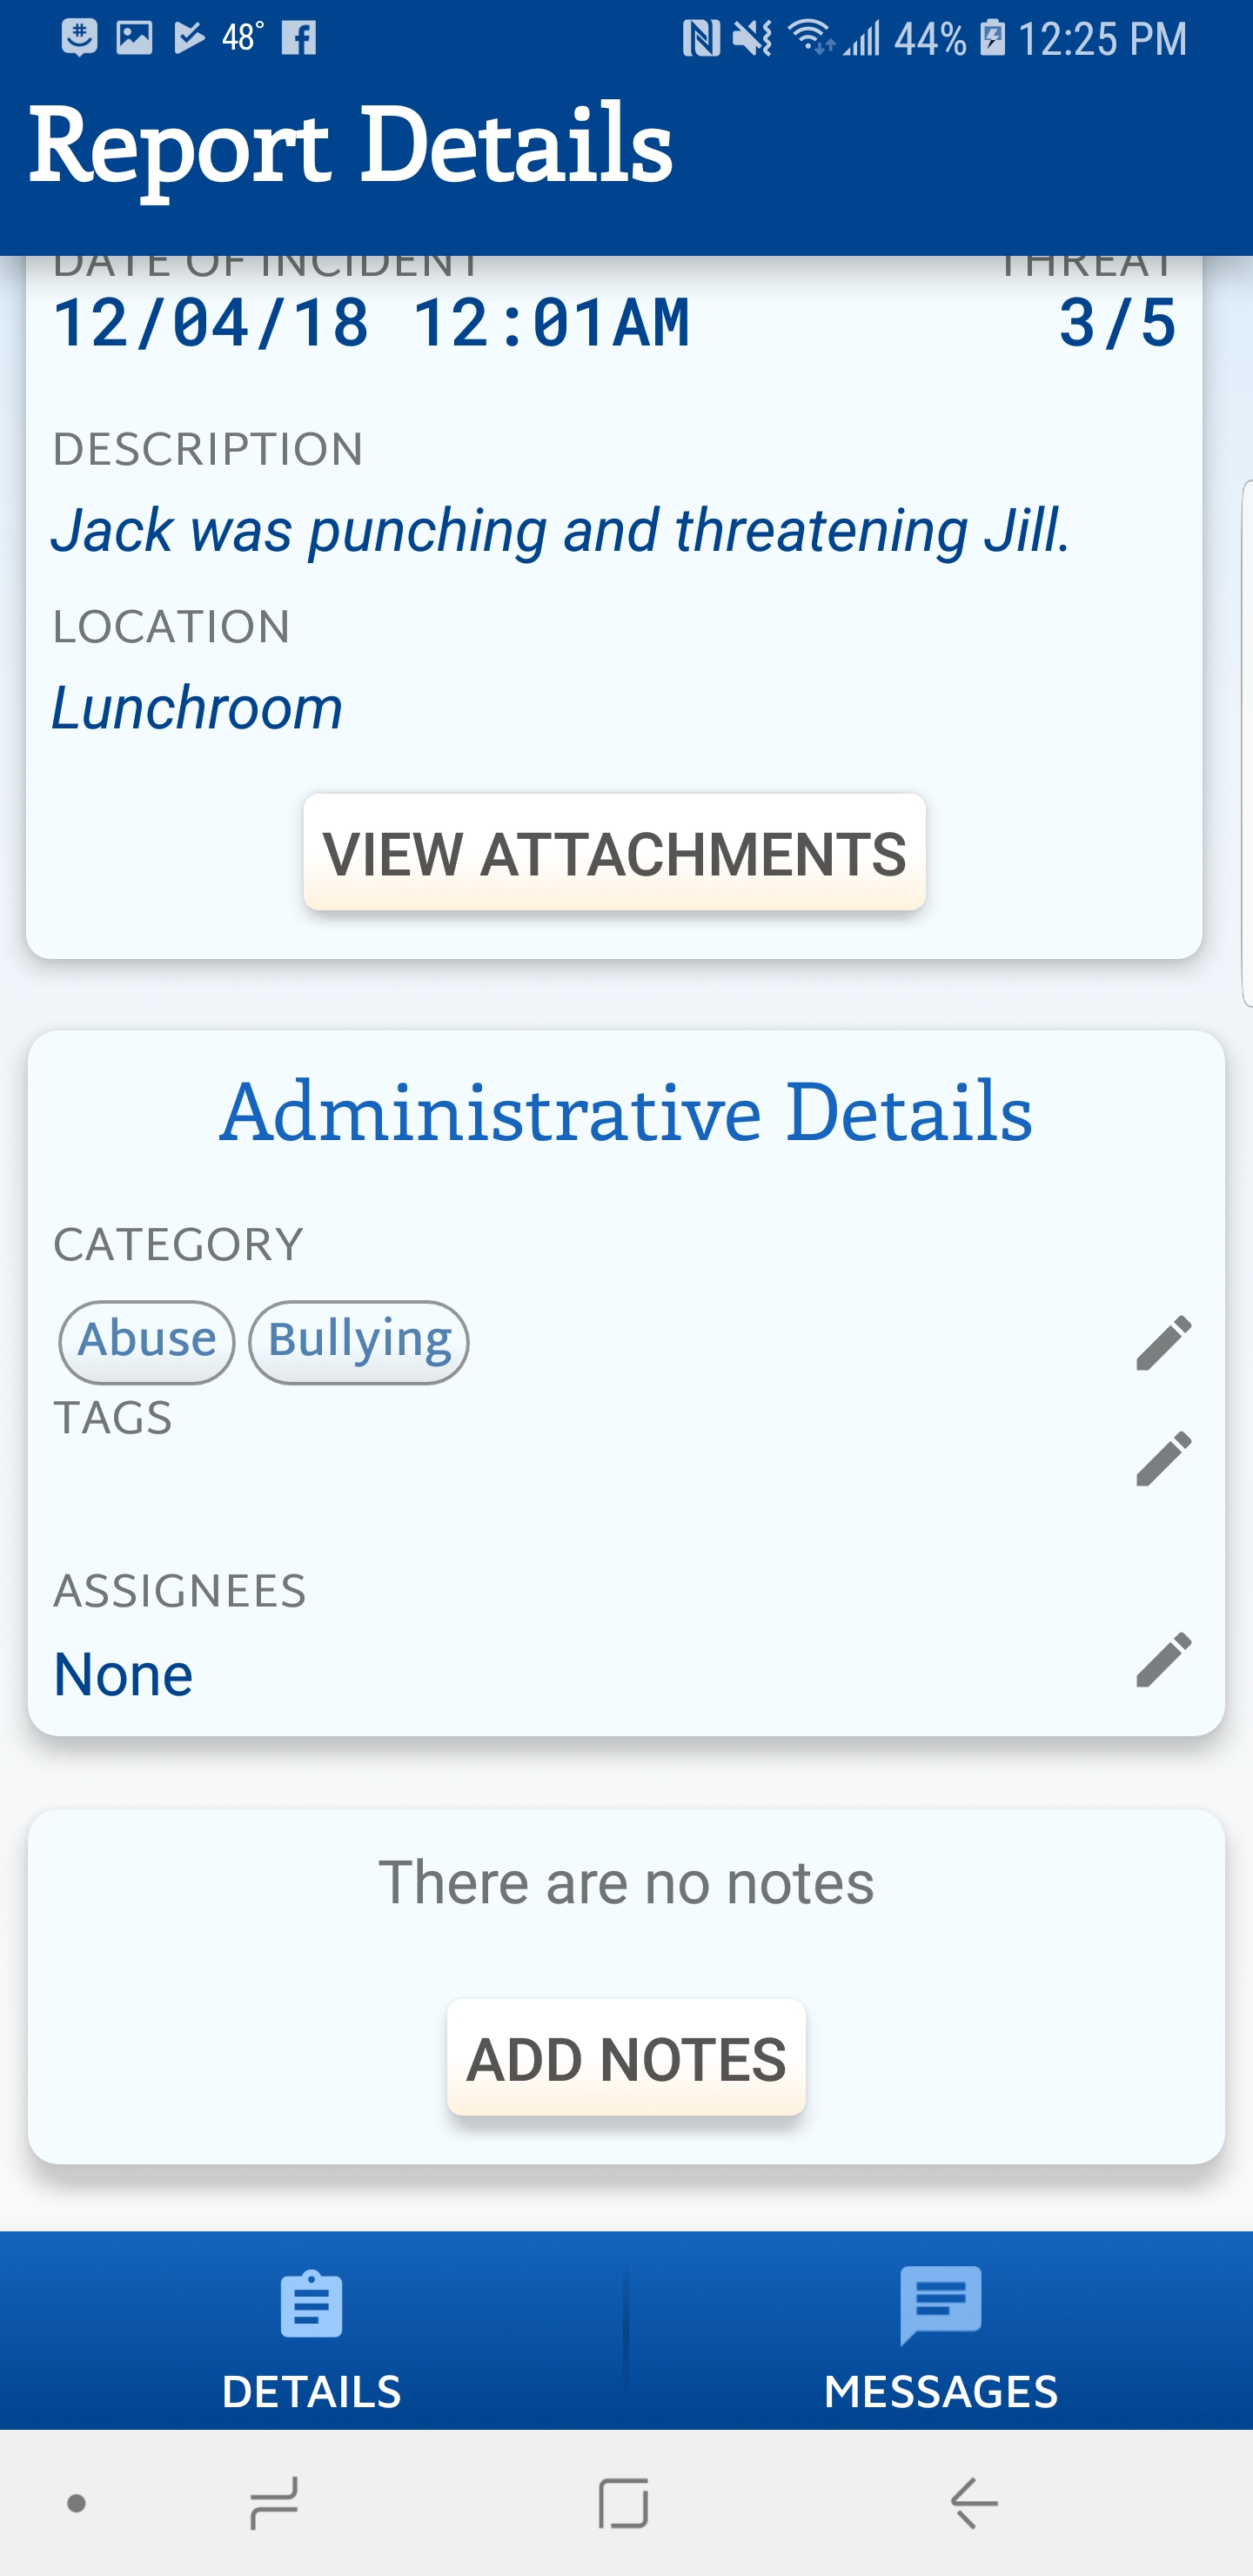 48° 44% 12:25 PM
Report Details
DATE OF INCIDENT THREAT
12/04/18 12:01AM 3/5
DESCRIPTION
Jack was punching and threatening Jill.
LOCATION
Lunchroom
VIEW ATTACHMENTS
Administrative Details
CATEGORY
Abuse Bullying
TAGS
ASSIGNEES
None
There are no notes
ADD NOTES
DETAILS MESSAGES